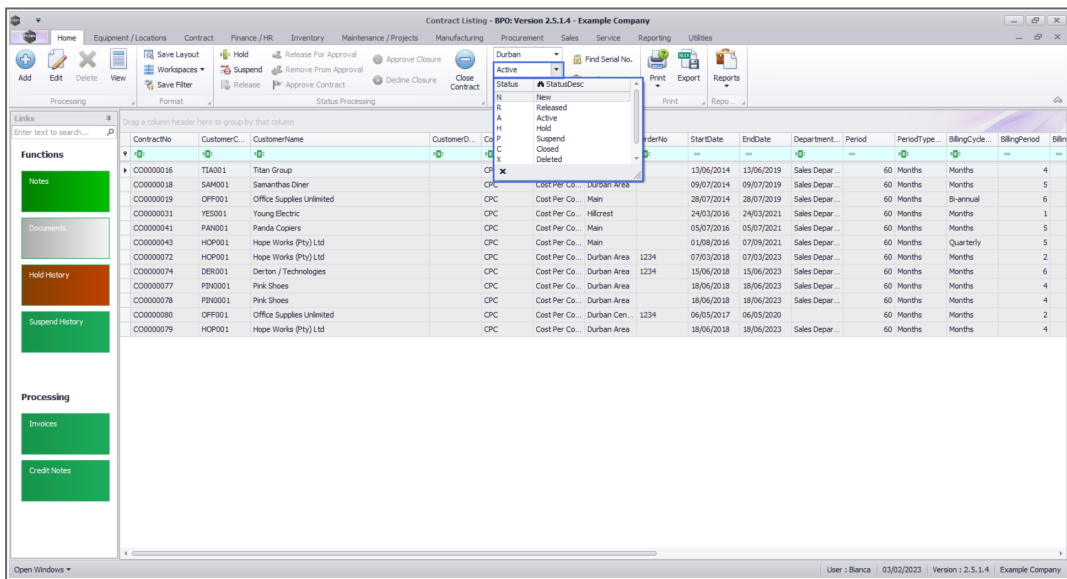 Contract Listing - BPO: Version 2.5.1.4 - Example Company
Home Equipment / Locations Contract Finance / HR Inventory Maintenance / Projects Manufacturing Procurement Sales Service Reporting Utilities
Add Edit Delete View
Processing
Save Layout
Workspaces
Save Filter
Format
Hold
Suspend
Release
Release For Approval
Remove From Approval
Approve Contract
Approve Closure
Decline Closure
Close Contract
Status Processing
Durban
Active
Find Serial No.
Print Export
Print
Reports
Repo...
Status StatusDesc
N New
R Released
A Active
H Hold
P Suspend
C Closed
X Deleted
Links
Enter text to search...
Functions
Notes
Documents
Hold History
Suspend History
Processing
Invoices
Credit Notes
Drag a column header here to group by that column
ContractNo CustomerC... CustomerName CustomerD... Co rderNo StartDate EndDate Department... Period PeriodType... BillingCycle... BillingPeriod Billin
CO0000016 TIA001 Titan Group CPC 13/06/2014 13/06/2019 Sales Depar... 60 Months Months 4
CO0000018 SAM001 Samanthas Diner CPC Cost Per Co... Durban Area 09/07/2014 09/07/2019 Sales Depar... 60 Months Months 5
CO0000019 OFF001 Office Supplies Unlimited CPC Cost Per Co... Main 28/07/2014 28/07/2019 Sales Depar... 60 Months Bi-annual 6
CO0000031 YES001 Young Electric CPC Cost Per Co... Hillcrest 24/03/2016 24/03/2021 Sales Depar... 60 Months Months 1
CO0000041 PAN001 Panda Copiers CPC Cost Per Co... Main 05/07/2016 05/07/2021 Sales Depar... 60 Months Months 5
CO0000043 HOP001 Hope Works (Pty) Ltd CPC Cost Per Co... Main 01/08/2016 07/09/2021 Sales Depar... 60 Months Quarterly 5
CO0000072 HOP001 Hope Works (Pty) Ltd CPC Cost Per Co... Durban Area 1234 07/03/2018 07/03/2023 Sales Depar... 60 Months Months 2
CO0000074 DER001 Derton / Technologies CPC Cost Per Co... Durban Area 1234 15/06/2018 15/06/2023 Sales Depar... 60 Months Months 6
CO0000077 PIN0001 Pink Shoes CPC Cost Per Co... Durban Area 18/06/2018 18/06/2023 Sales Depar... 60 Months Months 4
CO0000078 PIN0001 Pink Shoes CPC Cost Per Co... Durban Area 18/06/2018 18/06/2023 Sales Depar... 60 Months Months 4
CO0000080 OFF001 Office Supplies Unlimited CPC Cost Per Co... Durban Cen... 1234 06/05/2017 06/05/2020 60 Months Months 2
CO0000079 HOP001 Hope Works (Pty) Ltd CPC Cost Per Co... Durban Area 18/06/2018 18/06/2023 Sales Depar... 60 Months Months 4
Open Windows User : Bianca 03/02/2023 Version : 2.5.1.4 Example Company